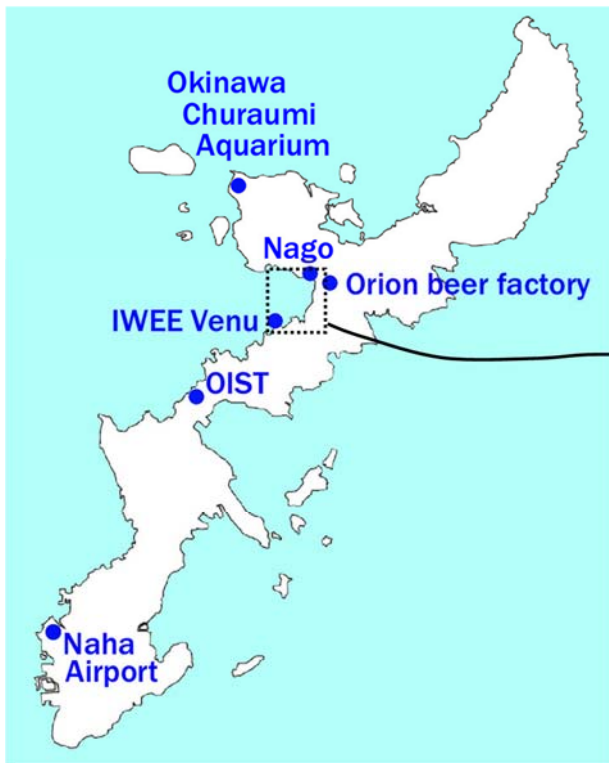 Okinawa
Churaumi
Aquarium
Nago
Orion beer factory
IWEE Venu
OIST
Naha
Airport